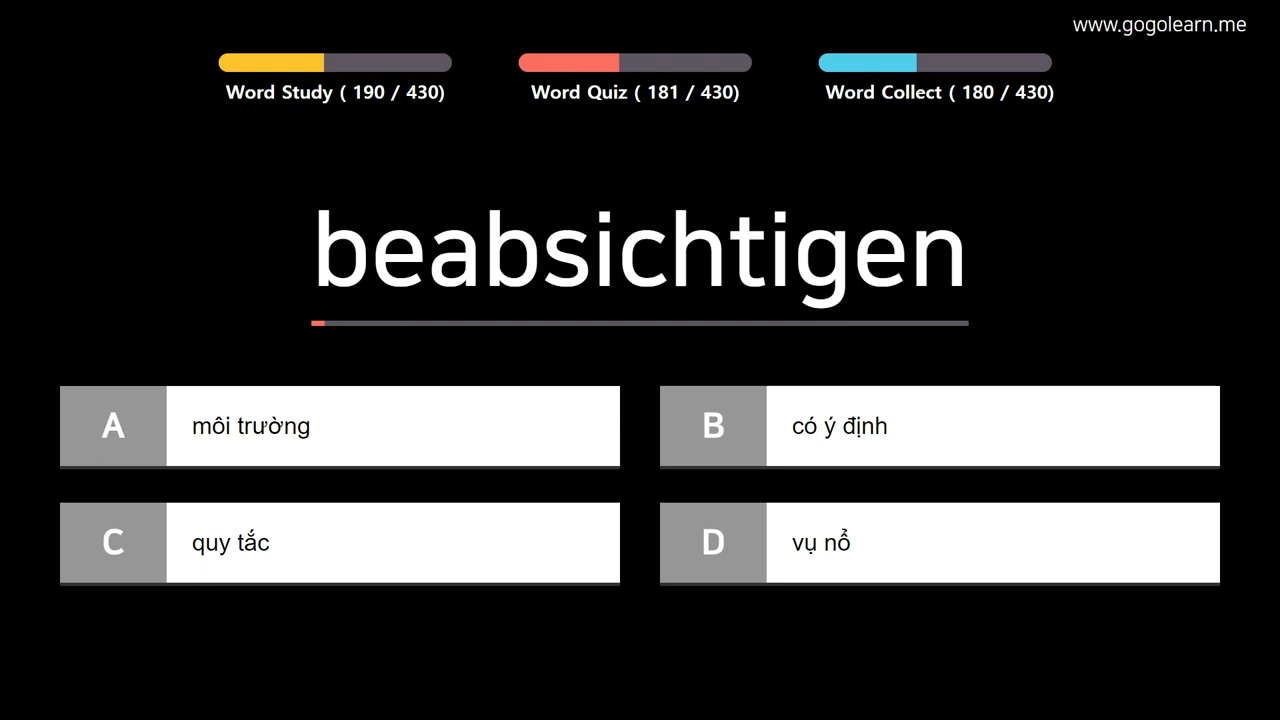 www.gogolearn.me
Word Study ( 190 / 430)
Word Quiz ( 181 / 430)
Word Collect ( 180 / 430)
beabsichtigen
A môi trường
B có ý định
C quy tắc
D vụ nổ